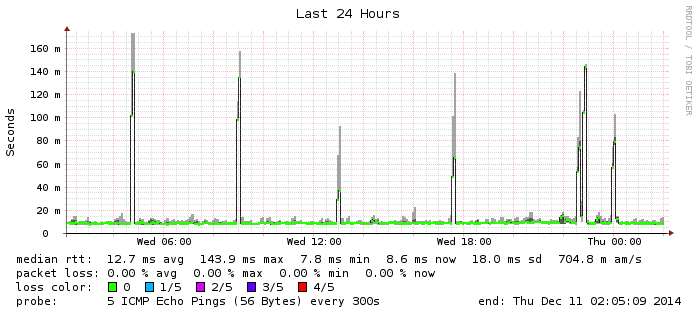 Last 24 Hours
RRDTOOL / TOBI OETIKER
Seconds
160 m
140 m
120 m
100 m
80 m
60 m
40 m
20 m
0
Wed 06:00 Wed 12:00 Wed 18:00 Thu 00:00
median rtt: 12.7 ms avg 143.9 ms max 7.8 ms min 8.6 ms now 18.0 ms sd 704.8 m am/s
packet loss: 0.00 % avg 0.00 % max 0.00 % min 0.00 % now
loss color: 0 1/5 2/5 3/5 4/5
probe: 5 ICMP Echo Pings (56 Bytes) every 300s end: Thu Dec 11 02:05:09 2014